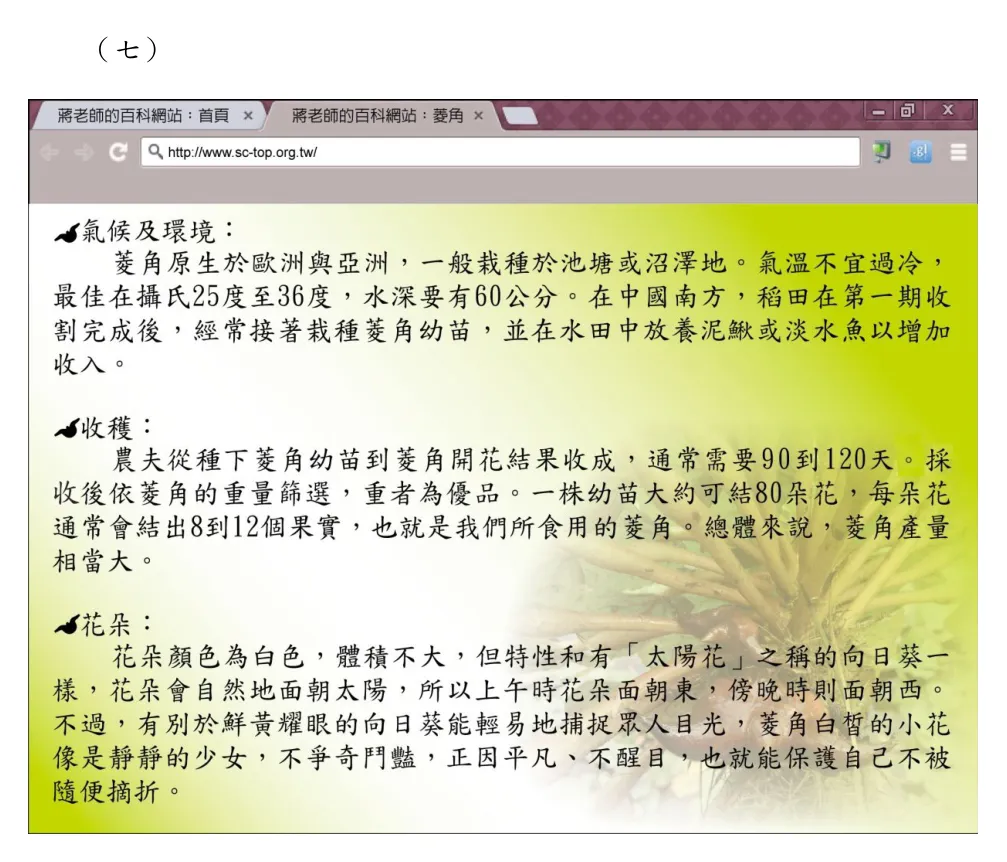 （七）
蔣老師的百科網站：首頁 × 蔣老師的百科網站：菱角 ×
http://www.sc-top.org.tw/
氣候及環境：
菱角原生於歐洲與亞洲，一般栽種於池塘或沼澤地。氣溫不宜過冷，
最佳在攝氏25度至36度，水深要有60公分。在中國南方，稻田在第一期收
割完成後，經常接著栽種菱角幼苗，並在水田中放養泥鰍或淡水魚以增加
收入。
收穫：
農夫從種下菱角幼苗到菱角開花結果收成，通常需要90到120天。採
收後依菱角的重量篩選，重者為優品。一株幼苗大約可結80朵花，每朵花
通常會結出8到12個果實，也就是我們所食用的菱角。總體來說，菱角產量
相當大。
花朵：
花朵顏色為白色，體積不大，但特性和有「太陽花」之稱的向日葵一
樣，花朵會自然地面朝太陽，所以上午時花朵面朝東，傍晚時則面朝西。
不過，有別於鮮黃耀眼的向日葵能輕易地捕捉眾人目光，菱角白皙的小花
像是靜靜的少女，不爭奇鬥豔，正因平凡、不醒目，也就能保護自己不被
隨便摘折。